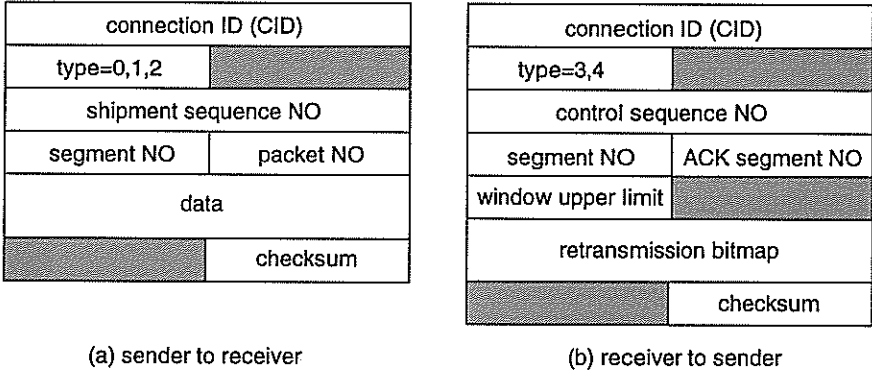 connection ID (CID)
type=0,1,2
shipment sequence NO
segment NO packet NO
data
checksum
(a) sender to receiver
connection ID (CID)
type=3,4
control sequence NO
segment NO ACK segment NO
window upper limit
retransmission bitmap
checksum
(b) receiver to sender